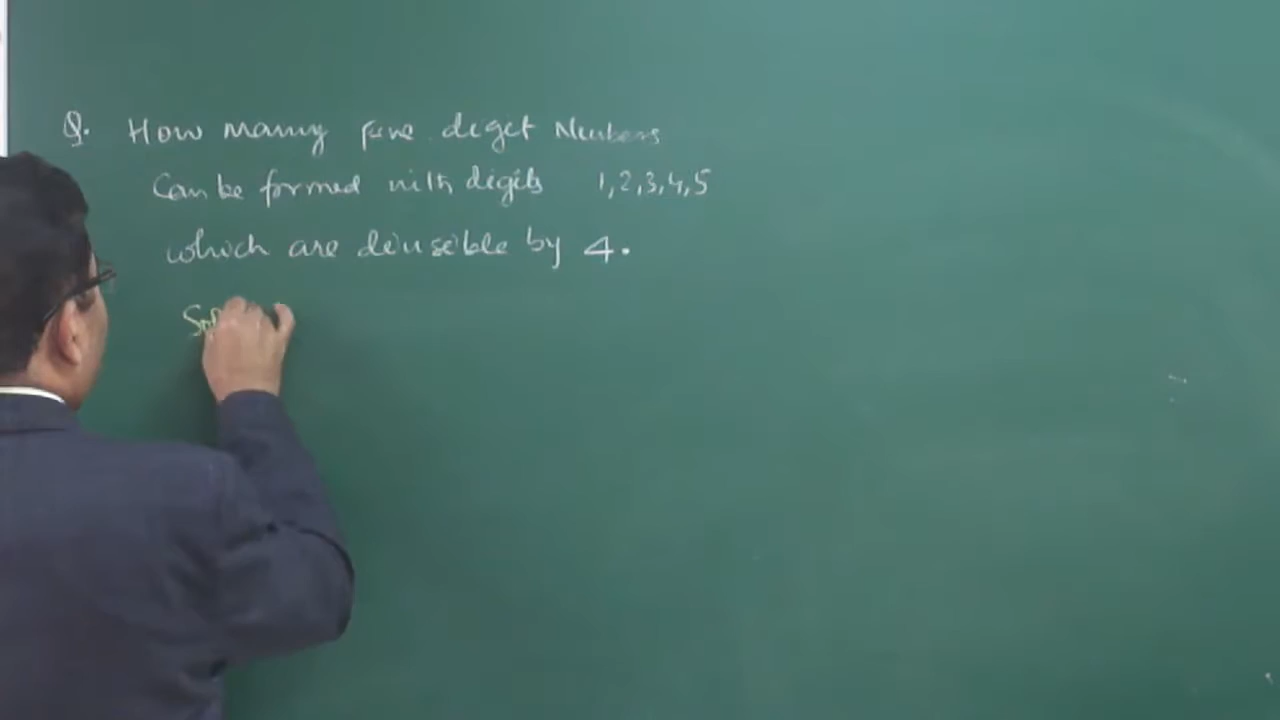 Q. How many five digit Numbers
Can be formed with digits 1,2,3,4,5
which are divisible by 4.